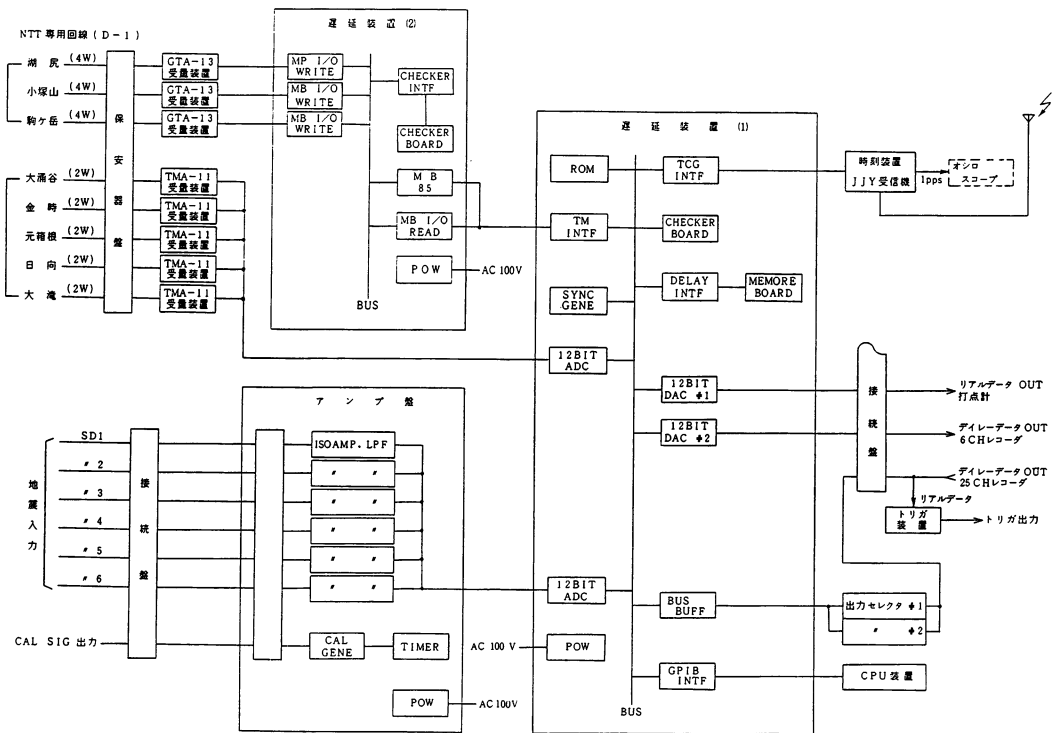 NTT 専用回線 (D-1)
湖 尻 (4W)
小塚山 (4W)
駒ケ岳 (4W)
大涌谷 (2W)
金 時 (2W)
元箱根 (2W)
日 向 (2W)
大 滝 (2W)
保安器盤
GTA-13
受量装置
GTA-13
受量装置
GTA-13
受量装置
TMA-11
受量装置
TMA-11
受量装置
TMA-11
受量装置
TMA-11
受量装置
TMA-11
受量装置
遅延装置(2)
MP I/O
WRITE
MB I/O
WRITE
MB I/O
WRITE
CHECKER
INTF
CHECKER
BOARD
M B
85
MB I/O
READ
POW
AC 100V
BUS
遅延装置(1)
ROM
TCG
INTF
TM
INTF
CHECKER
BOARD
DELAY
INTF
MEMORE
BOARD
SYNC
GENE
12BIT
ADC
12BIT
DAC #1
12BIT
DAC #2
12BIT
ADC
BUS
BUFF
AC 100 V
POW
GPIB
INTF
BUS
時刻装置
JJY受信機
1pps
オシロ
スコープ
接続盤
リアルデータ OUT
打点計
デイレーデータ OUT
6CHレコーダ
デイレーデータ OUT
25CHレコーダ
リアルデータ
トリガ
装置
トリガ出力
出力セレクタ #1
〃 #2
CPU装置
アンプ盤
地震入力
SD1
〃 2
〃 3
〃 4
〃 5
〃 6
CAL SIG 出力
接続盤
ISOAMP. LPF
〃 〃
〃 〃
〃 〃
〃 〃
〃 〃
CAL
GENE
TIMER
POW
AC 100V